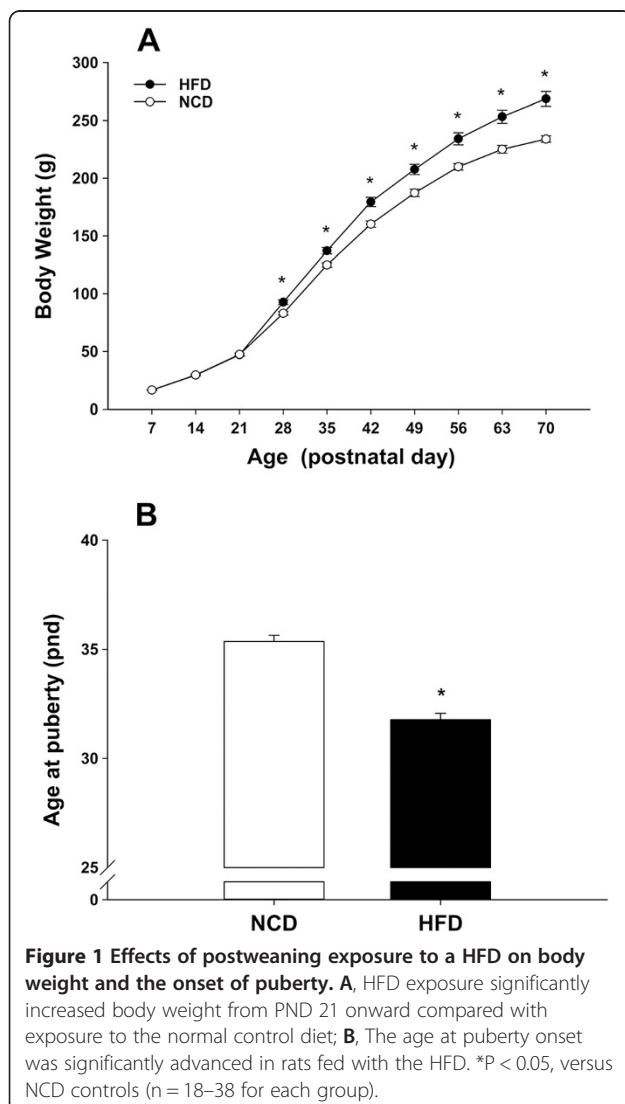 A
300
250
200
150
100
50
0
Body Weight (g)
HFD
NCD
* * * * * * *
7 14 21 28 35 42 49 56 63 70
Age (postnatal day)
B
40
35
30
25
0
Age at puberty (pnd)
*
NCD HFD
Figure 1 Effects of postweaning exposure to a HFD on body
weight and the onset of puberty. A, HFD exposure significantly
increased body weight from PND 21 onward compared with
exposure to the normal control diet; B, The age at puberty onset
was significantly advanced in rats fed with the HFD. *P < 0.05, versus
NCD controls (n = 18–38 for each group).